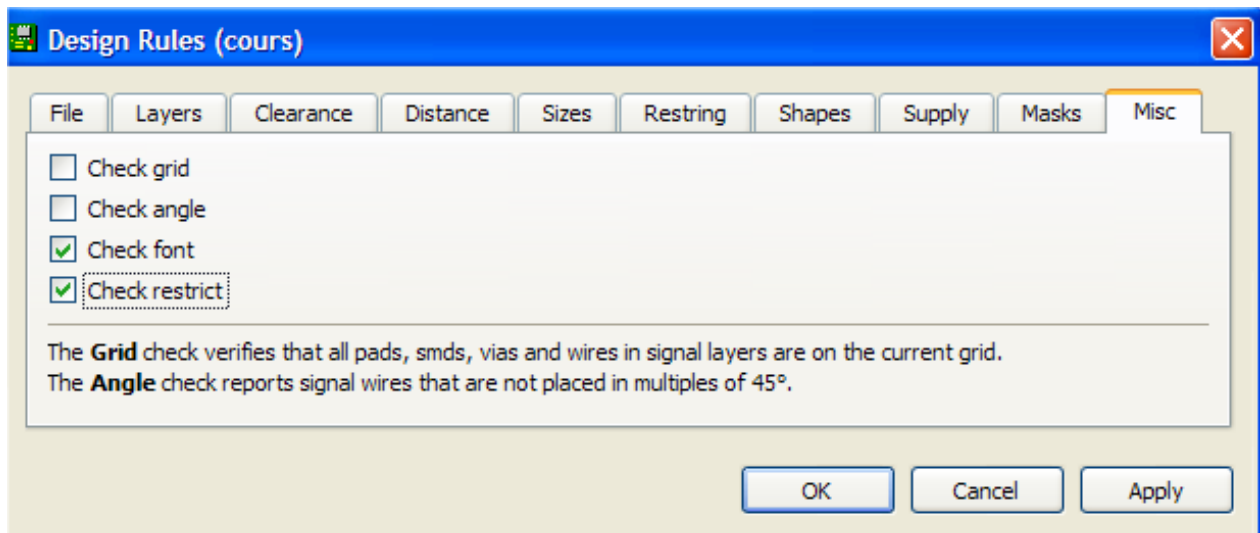 Design Rules (cours)
File Layers Clearance Distance Sizes Restring Shapes Supply Masks Misc
Check grid
Check angle
Check font
Check restrict
The Grid check verifies that all pads, smds, vias and wires in signal layers are on the current grid.
The Angle check reports signal wires that are not placed in multiples of 45°.
OK Cancel Apply